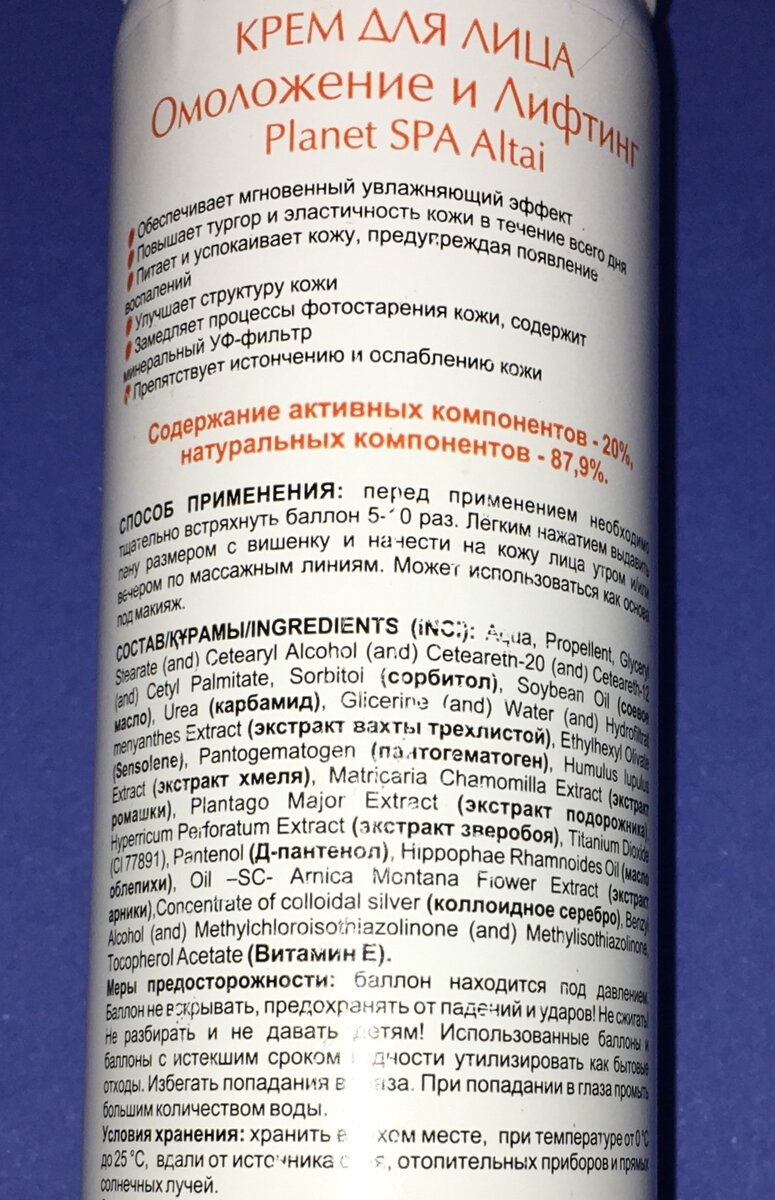 КРЕМ ДЛЯ ЛИЦА
Омоложение и Лифтинг
Planet SPA Altai
Обеспечивает мгновенный увлажняющий эффект
Повышает тургор и эластичность кожи в течение всего дня
Питает и успокаивает кожу, предупреждая появление
воспалений
Улучшает структуру кожи
Замедляет процессы фотостарения кожи, содержит
минеральный УФ-фильтр
Препятствует истончению и ослаблению кожи
Содержание активных компонентов - 20%,
натуральных компонентов - 87,9%.
СПОСОБ ПРИМЕНЕНИЯ: перед применением необходимо
тщательно встряхнуть баллон 5-10 раз. Лёгким нажатием выдавить
пену размером с вишенку и нанести на кожу лица утром и/или
вечером по массажным линиям. Может использоваться как основа
под макияж.
СОСТАВ/ҚҰРАМЫ/INGREDIENTS (INCI): Aqua, Propellent, Glyceryl
Stearate (and) Cetearyl Alcohol (and) Ceteareth-20 (and) Ceteareth-12
(and) Cetyl Palmitate, Sorbitol (сорбитол), Soybean Oil (соевое
масло), Urea (карбамид), Glicerine (and) Water (and) Hydrofiltrat
menyanthes Extract (экстракт вахты трехлистой), Ethylhexyl Olivate
(Sensolene), Pantogematogen (пантогематоген), Humulus lupulus
Extract (экстракт хмеля), Matricaria Chamomilla Extract (экстракт
ромашки), Plantago Major Extract (экстракт подорожника),
Hyperricum Perforatum Extract (экстракт зверобоя), Titanium Dioxide
(CI 77891), Pantenol (Д-пантенол), Hippophae Rhamnoides Oil (масло
облепихи), Oil –SC- Arnica Montana Flower Extract (экстракт
арники),Concentrate of colloidal silver (коллоидное серебро), Benzyl
Alcohol (and) Methylchloroisothiazolinone (and) Methylisothiazolinone,
Tocopherol Acetate (Витамин Е).
Меры предосторожности: баллон находится под давлением.
Баллон не вскрывать, предохранять от падений и ударов! Не сжигать!
Не разбирать и не давать детям! Использованные баллоны и
баллоны с истекшим сроком годности утилизировать как бытовые
отходы. Избегать попадания в глаза. При попадании в глаза промыть
большим количеством воды.
Условия хранения: хранить в сухом месте, при температуре от 0 °С
до 25 °С, вдали от источника огня, отопительных приборов и прямых
солнечных лучей.